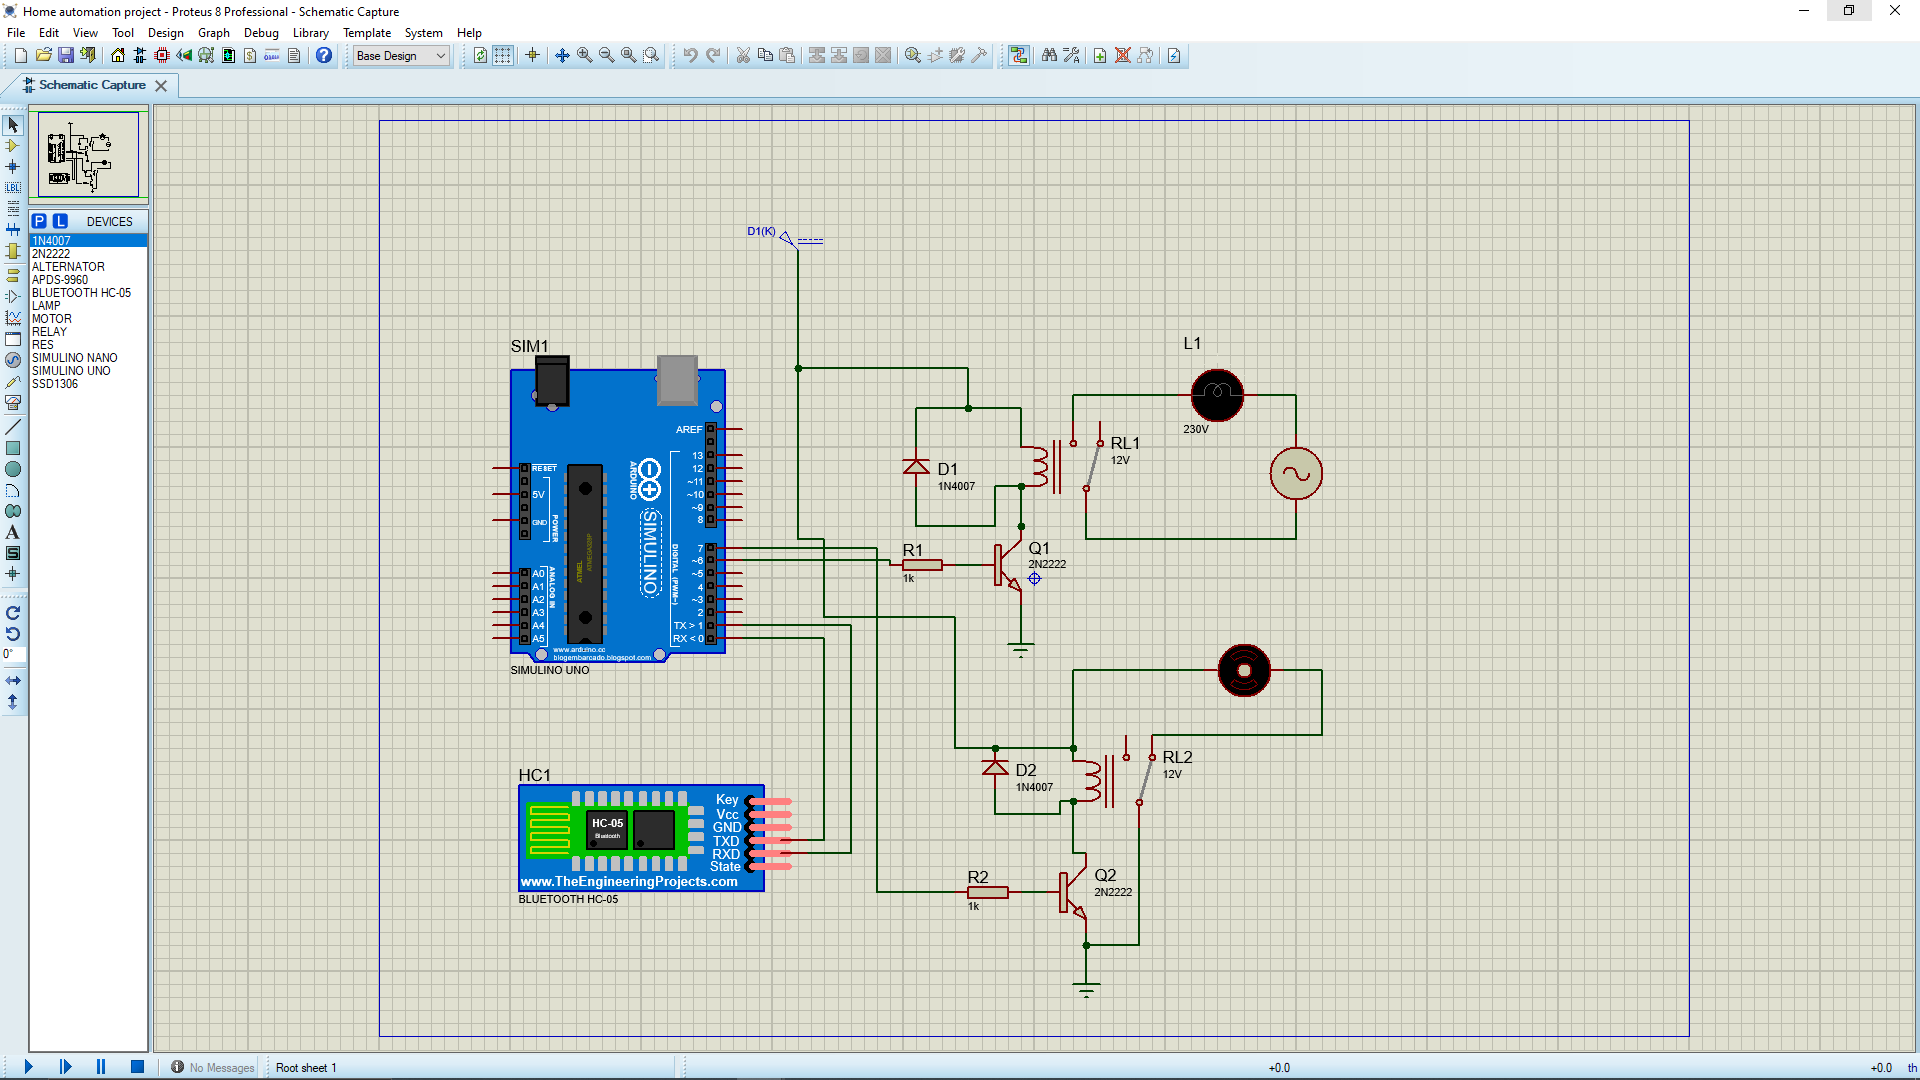 Home automation project - Proteus 8 Professional - Schematic Capture
File Edit View Tool Design Graph Debug Library Template System Help
Base Design
Schematic Capture
LBL
P L DEVICES
1N4007
2N2222
ALTERNATOR
APDS-9960
BLUETOOTH HC-05
LAMP
MOTOR
RELAY
RES
SIMULINO NANO
SIMULINO UNO
SSD1306
0°
D1(K)
SIM1
AREF
13
12
~11
~10
~9
8
7
~6
~5
4
~3
2
TX > 1
RX < 0
RESET
5V
GND
POWER
A0
A1
A2
A3
A4
A5
ANALOG IN
ATMEL
ATMEGA328P
ARDUINO
SIMULINO
DIGITAL (PWM~)
www.arduino.cc
blogembarcado.blogspot.com
SIMULINO UNO
D1
1N4007
RL1
12V
L1
230V
R1
1k
Q1
2N2222
HC1
HC-05
Bluetooth
Key
Vcc
GND
TXD
RXD
State
www.TheEngineeringProjects.com
BLUETOOTH HC-05
D2
1N4007
RL2
12V
R2
1k
Q2
2N2222
No Messages
Root sheet 1
+0.0
+0.0
th